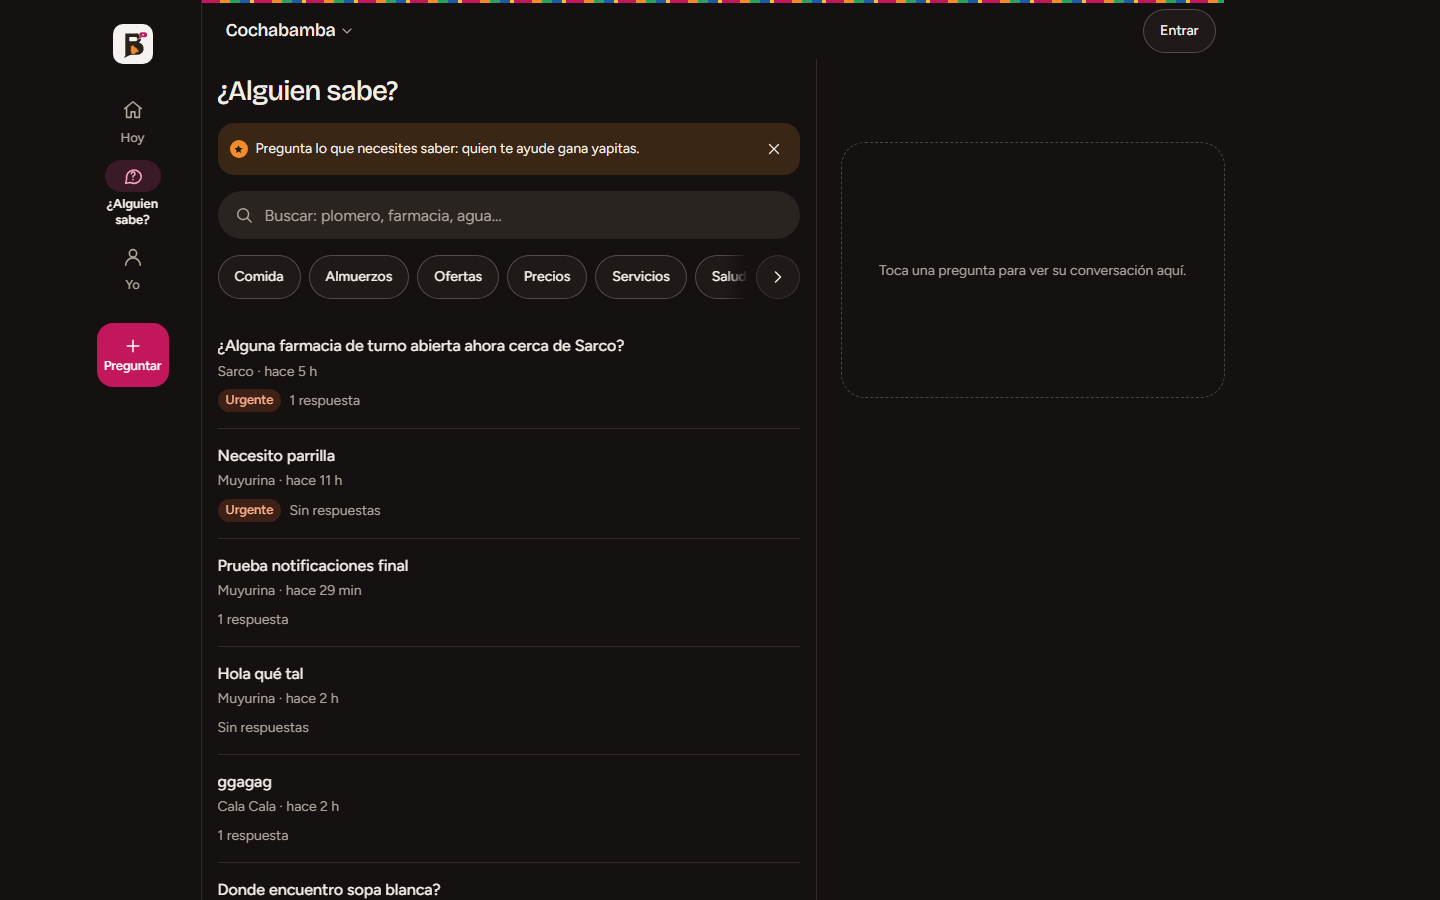 Cochabamba
Entrar
Hoy
¿Alguien
sabe?
Yo
Preguntar
¿Alguien sabe?
Pregunta lo que necesites saber: quien te ayude gana yapitas.
Buscar: plomero, farmacia, agua...
Comida
Almuerzos
Ofertas
Precios
Servicios
Salud
¿Alguna farmacia de turno abierta ahora cerca de Sarco?
Sarco · hace 5 h
Urgente 1 respuesta
Necesito parrilla
Muyurina · hace 11 h
Urgente Sin respuestas
Prueba notificaciones final
Muyurina · hace 29 min
1 respuesta
Hola qué tal
Muyurina · hace 2 h
Sin respuestas
ggagag
Cala Cala · hace 2 h
1 respuesta
Donde encuentro sopa blanca?
Toca una pregunta para ver su conversación aquí.